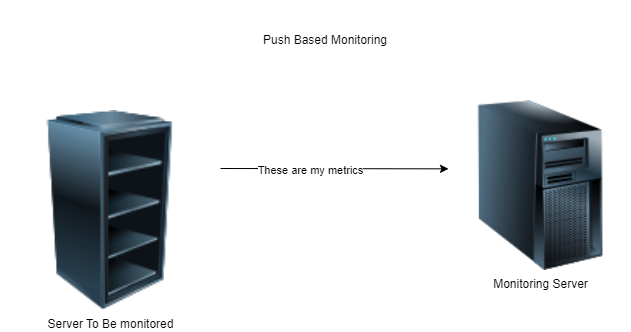 Push Based Monitoring
These are my metrics
Monitoring Server
Server To Be monitored